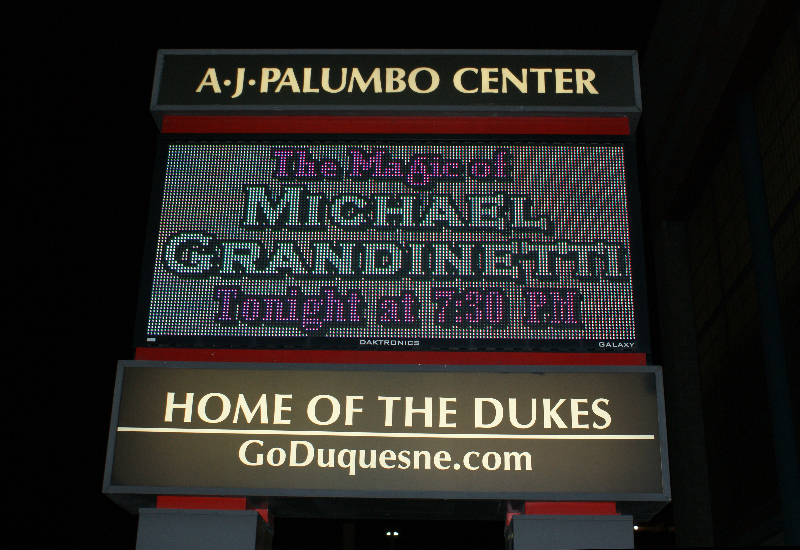 A·J·PALUMBO CENTER
The Magic of
MICHAEL
GRANDINETTI
Tonight at 7:30 PM
DAKTRONICS GALAXY
HOME OF THE DUKES
GoDuquesne.com